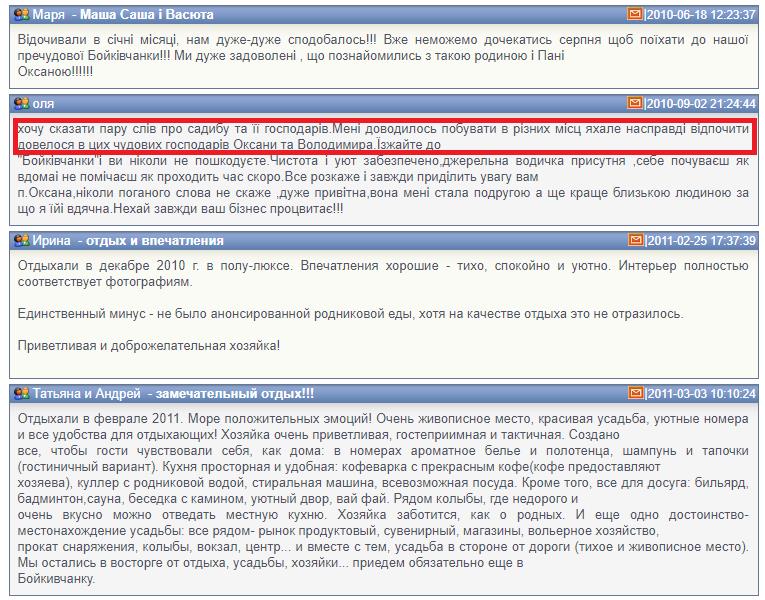 Маря - Маша Саша і Васюта |2010-06-18 12:23:37
Відочивали в січні місяці, нам дуже-дуже сподобалось!!! Вже неможемо дочекатись серпня щоб поїхати до нашої
пречудової Бойківчанки!!! Ми дуже задоволені , що познайомились з такою родиною і Пані
Оксаною!!!!!!
оля |2010-09-02 21:24:44
хочу сказати пару слів про садибу та її господарів.Мені доводилось побувати в різних місц яхале насправді відпочити
довелося в цих чудових господарів Оксани та Володимира.Їзжайте до
"Бойківчанки"і ви ніколи не пошкодуєте.Чистота і уют забезпечено,джерельна водичка присутня ,себе почуваєш як
вдомаі не помічаєш як проходить час скоро.Все розкаже і завжди приділить увагу вам
п.Оксана,ніколи поганого слова не скаже ,дуже привітна,вона мені стала подругою а ще краще близькою людиною за
що я їйі вдячна.Нехай завжди ваш бізнес процвитає!!!
Ирина - отдых и впечатления |2011-02-25 17:37:39
Отдыхали в декабре 2010 г. в полу-люксе. Впечатления хорошие - тихо, спокойно и уютно. Интерьер полностью
соответствует фотографиям.
Единственный минус - не было анонсированной родниковой еды, хотя на качестве отдыха это не отразилось.
Приветливая и доброжелательная хозяйка!
Татьяна и Андрей - замечательный отдых!!! |2011-03-03 10:10:24
Отдыхали в феврале 2011. Море положительных эмоций! Очень живописное место, красивая усадьба, уютные номера
и все удобства для отдыхающих! Хозяйка очень приветливая, гостеприимная и тактичная. Создано
все, чтобы гости чувствовали себя, как дома: в номерах ароматное белье и полотенца, шампунь и тапочки
(гостиничный вариант). Кухня просторная и удобная: кофеварка с прекрасным кофе(кофе предоставляют
хозяева), куллер с родниковой водой, стиральная машина, всевозможная посуда. Кроме того, все для досуга: бильярд,
бадминтон,сауна, беседка с камином, уютный двор, вай фай. Рядом колыбы, где недорого и
очень вкусно можно отведать местную кухню. Хозяйка заботится, как о родных. И еще одно достоинство-
местонахождение усадьбы: все рядом- рынок продуктовый, сувенирный, магазины, вольерное хозяйство,
прокат снаряжения, колыбы, вокзал, центр... и вместе с тем, усадьба в стороне от дороги (тихое и живописное место).
Мы остались в восторге от отдыха, усадьбы, хозяйки... приедем обязательно еще в
Бойкивчанку.